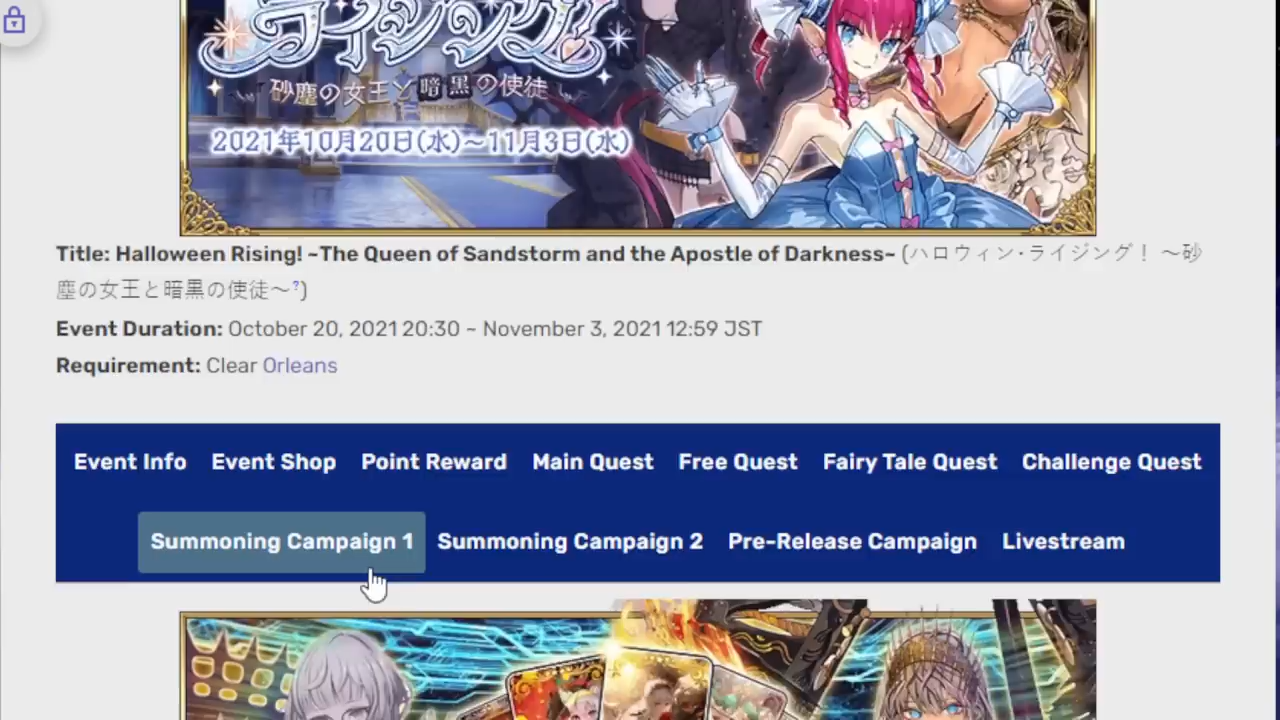 ライジング
砂塵の女王と暗黒の使徒
2021年10月20日(水)~11月3日(水)
Title: Halloween Rising! ~The Queen of Sandstorm and the Apostle of Darkness~ (ハロウィン・ライジング! ~砂
塵の女王と暗黒の使徒~?)
Event Duration: October 20, 2021 20:30 ~ November 3, 2021 12:59 JST
Requirement: Clear Orleans
Event Info Event Shop Point Reward Main Quest Free Quest Fairy Tale Quest Challenge Quest
Summoning Campaign 1 Summoning Campaign 2 Pre-Release Campaign Livestream